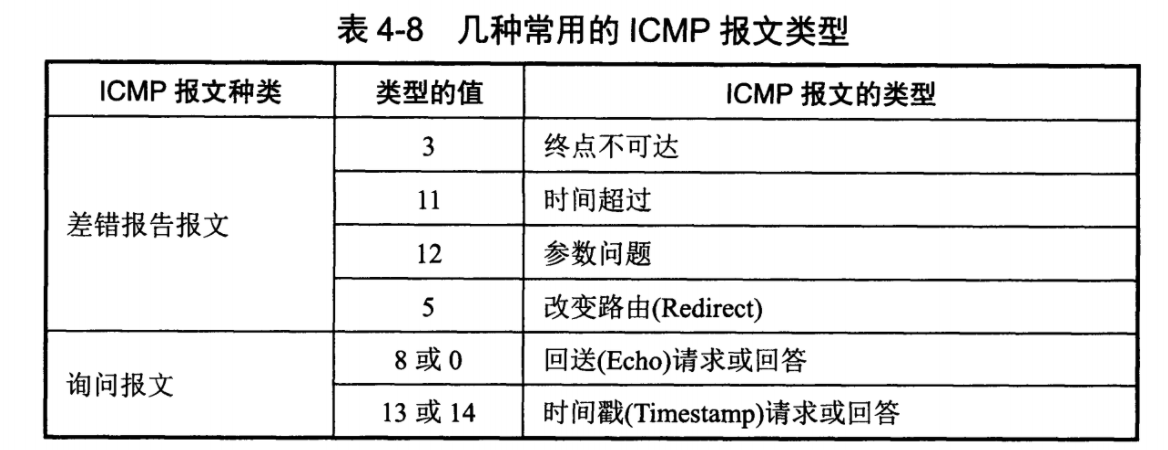 表 4-8 几种常用的 ICMP 报文类型
ICMP 报文种类 类型的值 ICMP 报文的类型
差错报告报文
3 终点不可达
11 时间超过
12 参数问题
5 改变路由(Redirect)
询问报文
8 或 0 回送(Echo)请求或回答
13 或 14 时间戳(Timestamp)请求或回答